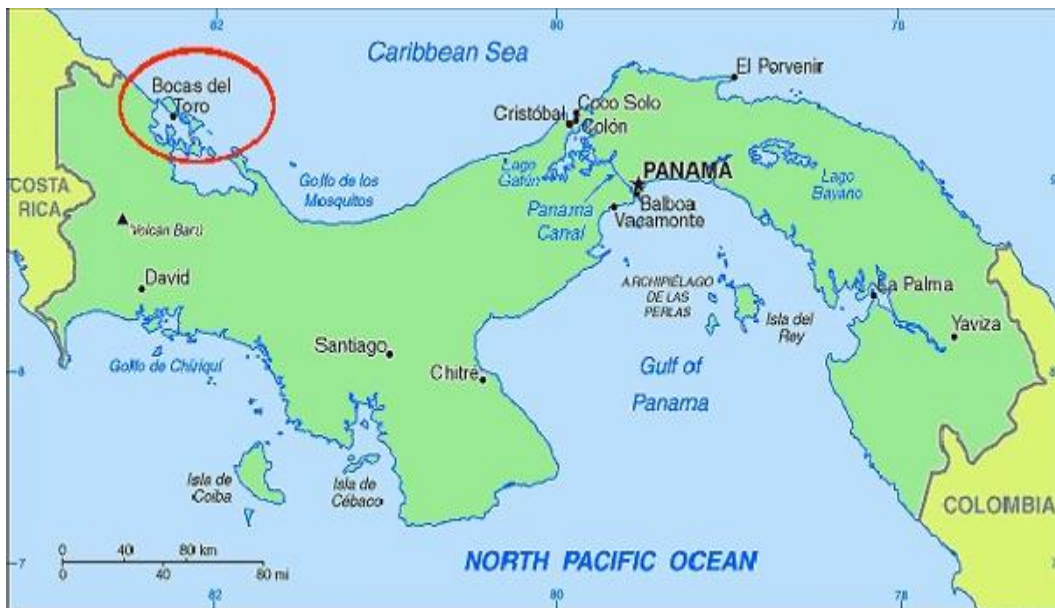 82
80
78
Caribbean Sea
El Porvenir
Bocas del
Toro
Coco Solo
Cristóbal
Colón
Lago
Gatún
PANAMÁ
Lago
Bayano
COSTA
RICA
Golfo de los
Mosquitos
Panama
Canal
Balboa
Vacamonte
Volcán Barú
David
ARCHIPIÉLAGO
DE LAS
PERLAS
La Palma
Isla del
Rey
Yaviza
Santiago
Golfo de Chiriquí
Chitré
Gulf of
Panama
8
Isla de
Coiba
Isla de
Cébaco
COLOMBIA
0 40 80 km
0 40 80 mi
NORTH PACIFIC OCEAN
7
82
80
78